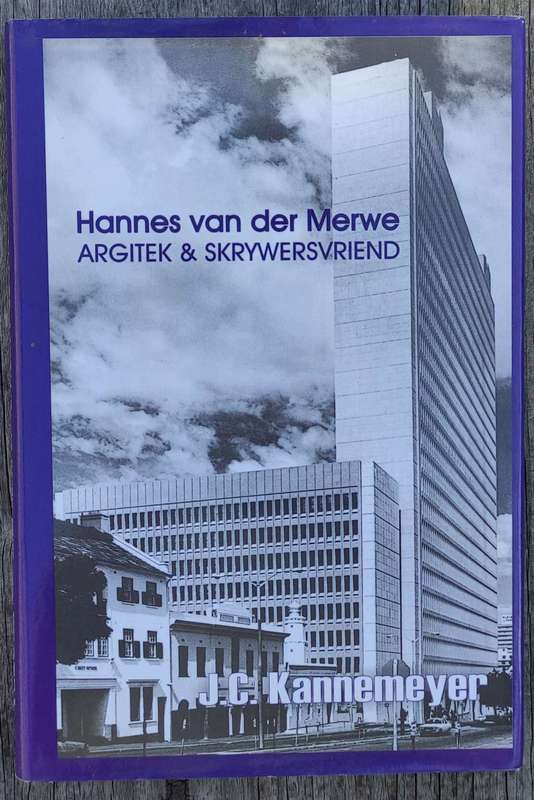 Hannes van der Merwe
ARGITEK & SKRYWERSVRIEND
J.C. Kannemeyer